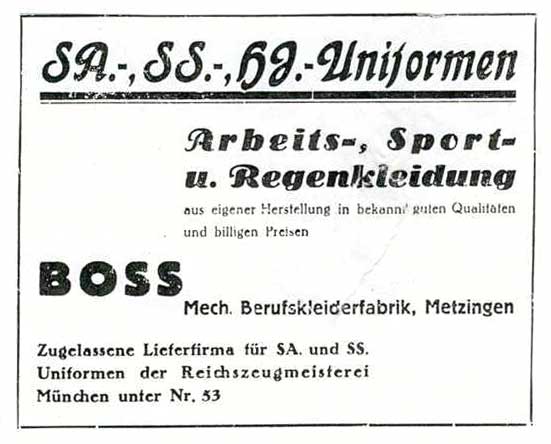 SA.-, SS.-, HJ.-Uniformen
Arbeits-, Sport-
u. Regenkleidung
aus eigener Herstellung in bekannt guten Qualitäten
und billigen Preisen
BOSS
Mech. Berufskleiderfabrik, Metzingen
Zugelassene Lieferfirma für SA. und SS.
Uniformen der Reichszeugmeisterei
München unter Nr. 53